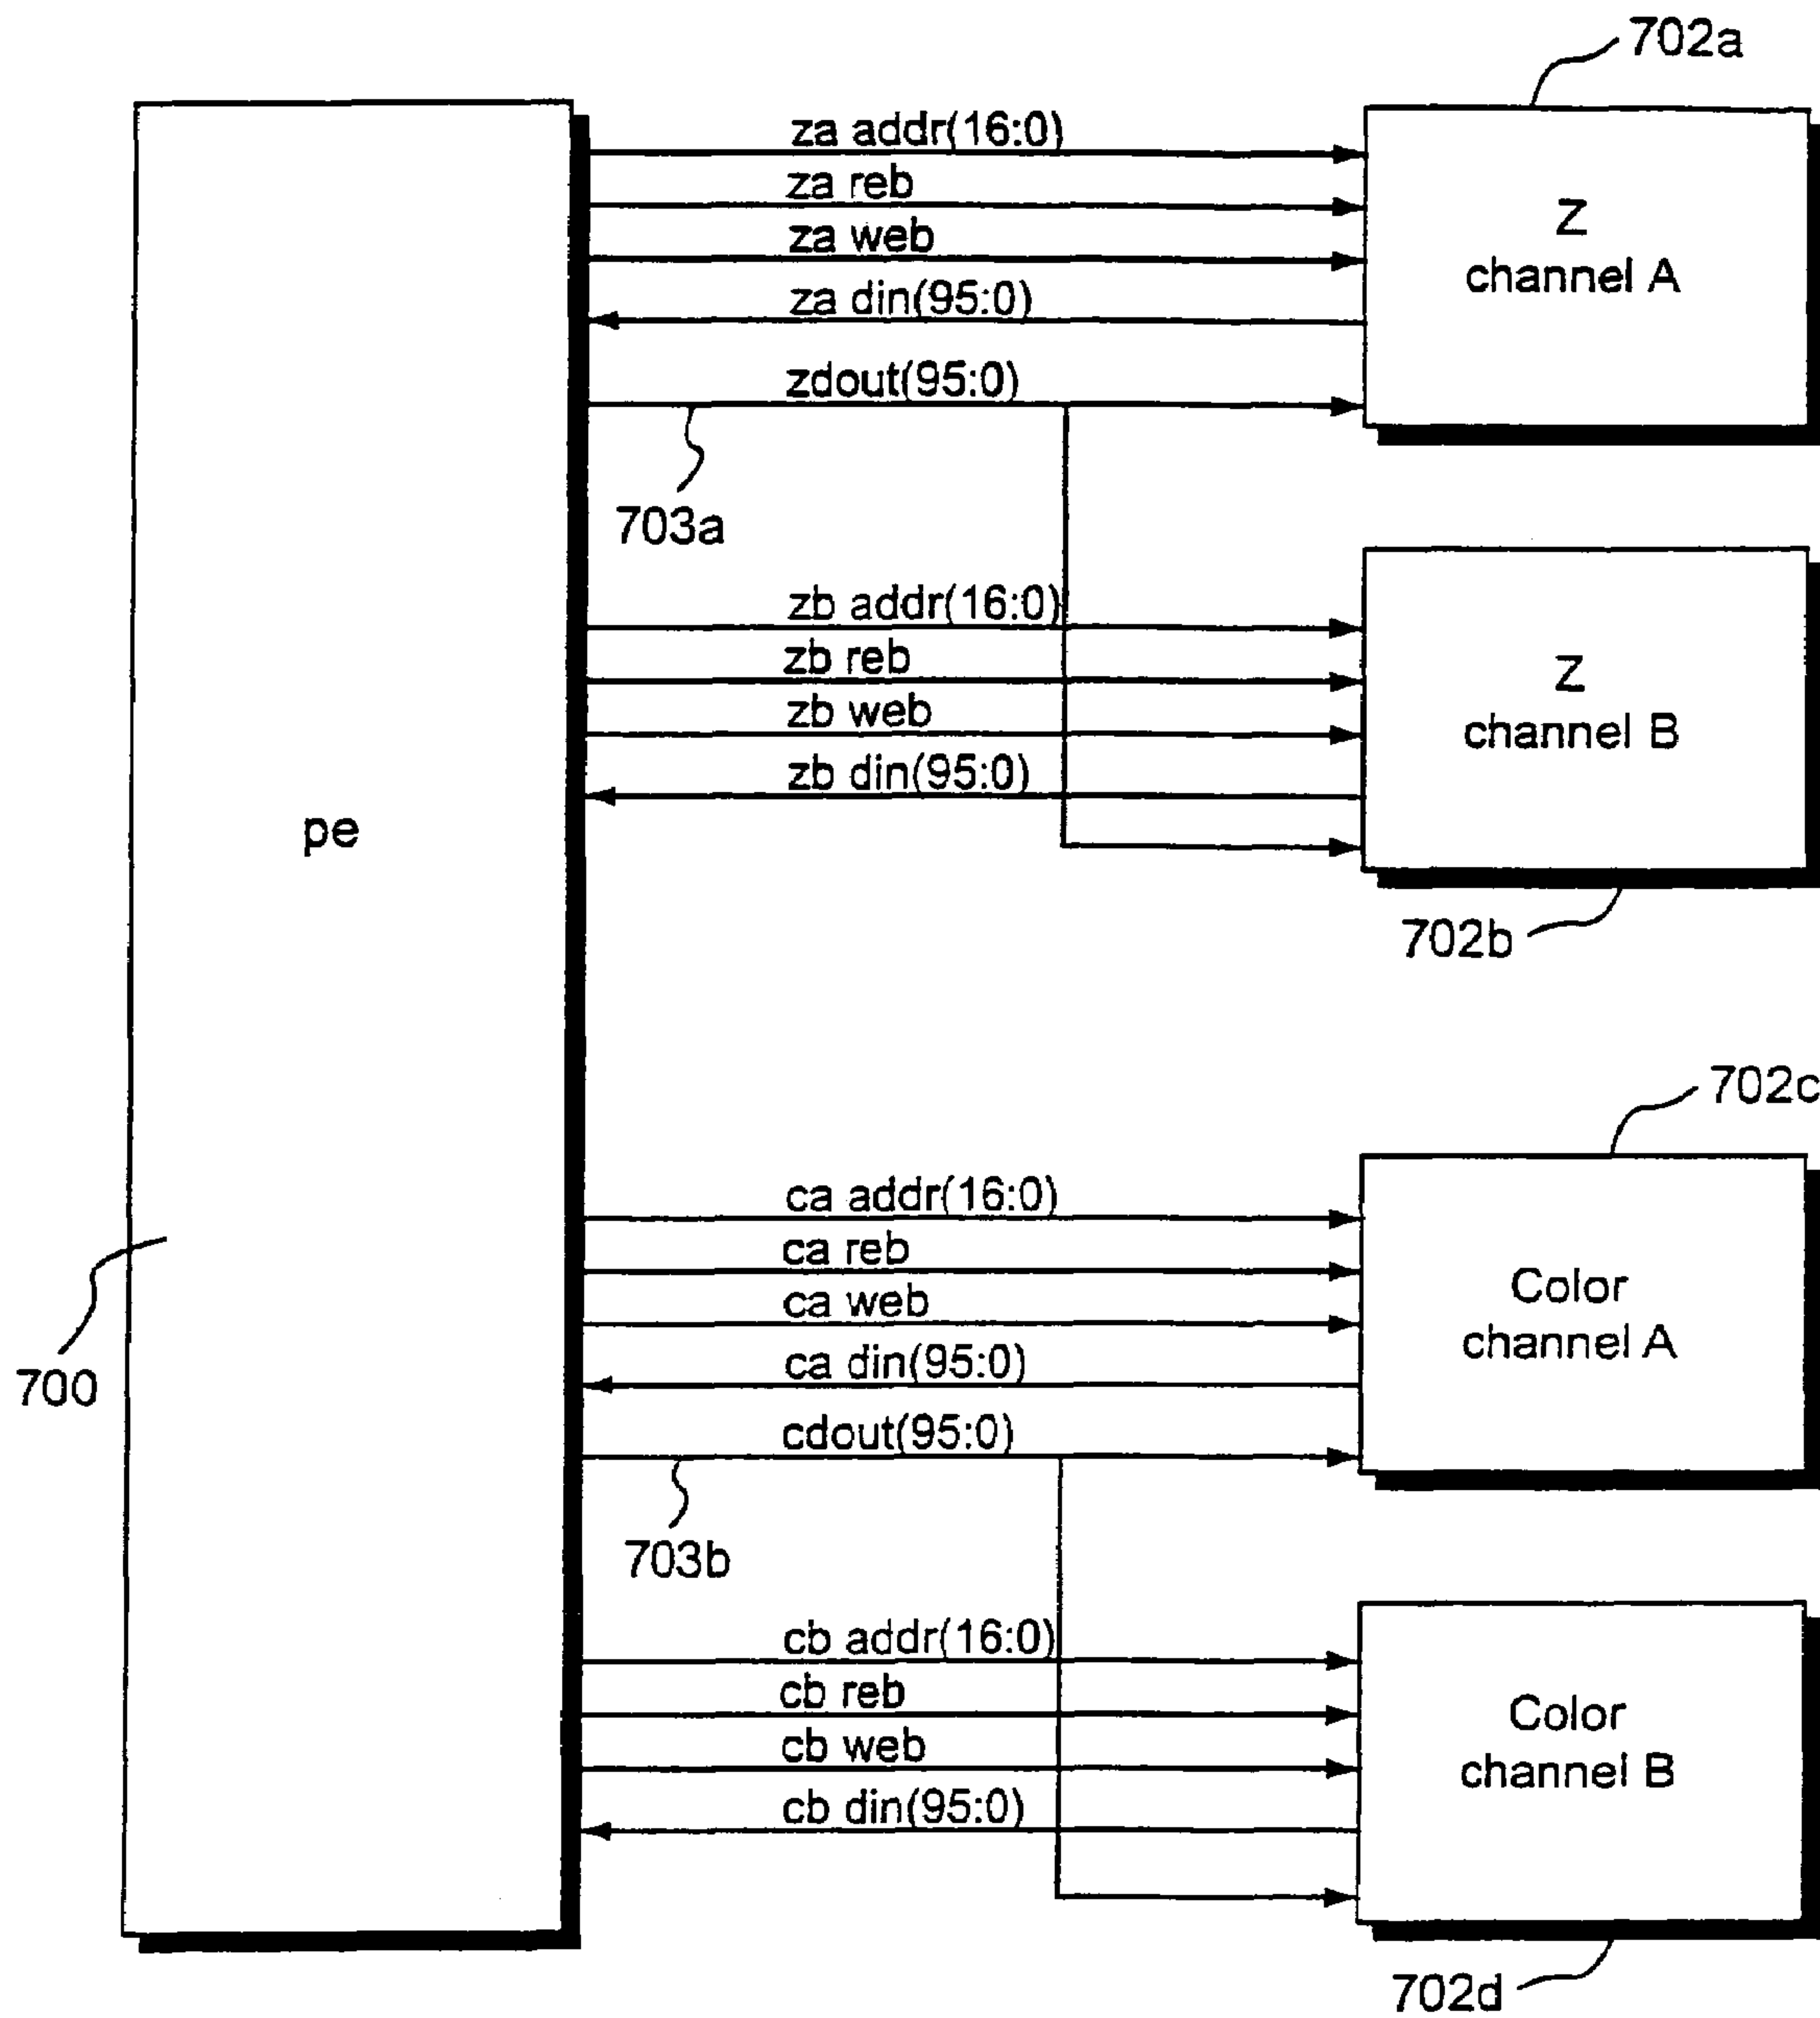 702a
za addr(16:0)
za reb
za web
za din(95:0)
zdout(95:0)
Z
channel A
703a
zb addr(16:0)
zb reb
zb web
zb din(95:0)
Z
channel B
pe
702b
702c
ca addr(16:0)
ca reb
ca web
ca din(95:0)
cdout(95:0)
Color
channel A
700
703b
cb addr(16:0)
cb reb
cb web
cb din(95:0)
Color
channel B
702d